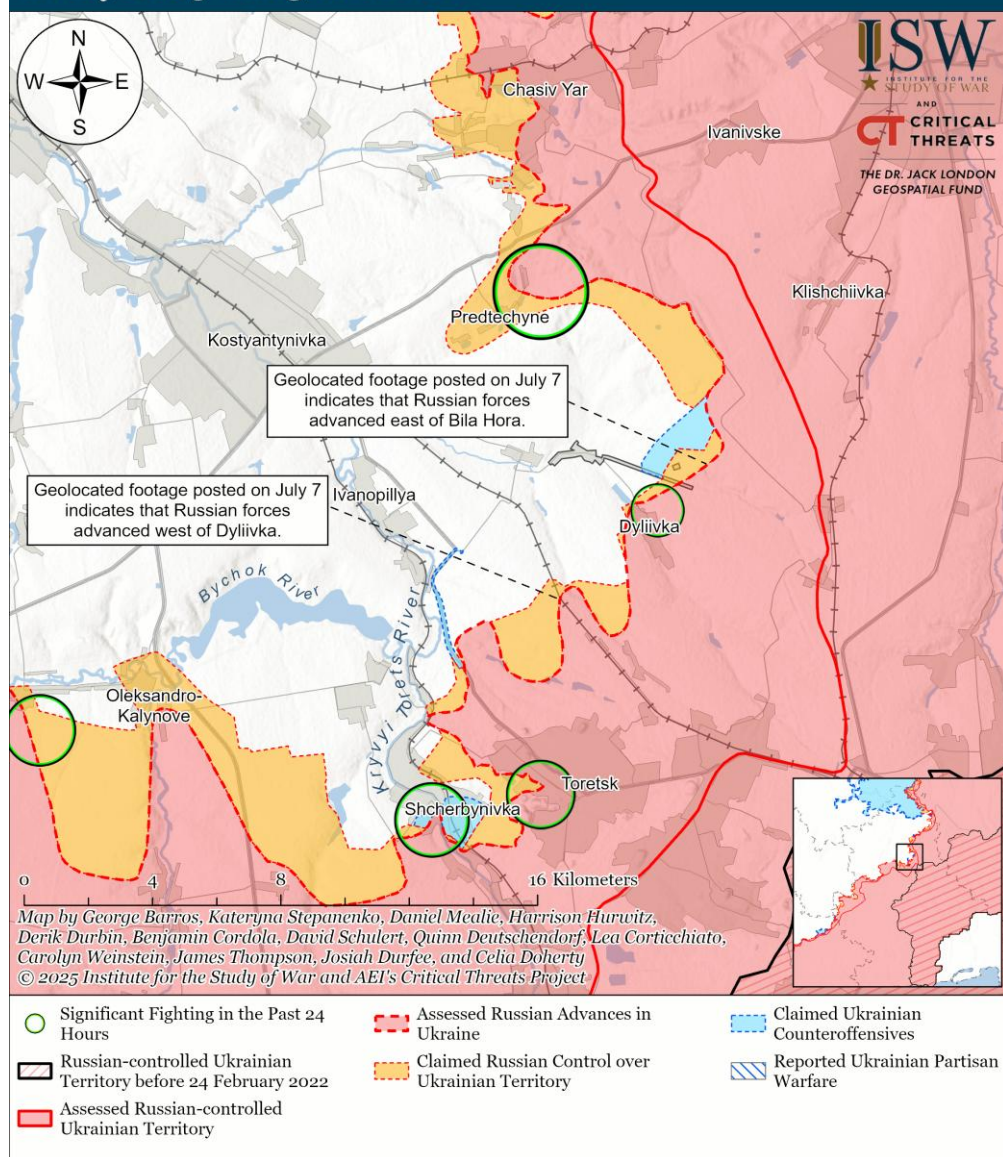 N
W E
S
ISW
INSTITUTE FOR THE
STUDY OF WAR
AND
CT CRITICAL
THREATS
THE DR. JACK LONDON
GEOSPATIAL FUND
Chasiv Yar
Ivanivske
Klishchiivka
Predtechyne
Kostyantynivka
Geolocated footage posted on July 7
indicates that Russian forces
advanced east of Bila Hora.
Geolocated footage posted on July 7
indicates that Russian forces
advanced west of Dyliivka.
Ivanopillya
Dyliivka
Bychok River
Kryvyi Torets River
Oleksandro-
Kalynove
Toretsk
Shcherbynivka
0 4 8 16 Kilometers
Map by George Barros, Kateryna Stepanenko, Daniel Mealie, Harrison Hurwitz,
Derik Durbin, Benjamin Cordola, David Schulert, Quinn Deutschendorf, Lea Corticchiato,
Carolyn Weinstein, James Thompson, Josiah Durfee, and Celia Doherty
© 2025 Institute for the Study of War and AEI's Critical Threats Project
Significant Fighting in the Past 24
Hours
Russian-controlled Ukrainian
Territory before 24 February 2022
Assessed Russian-controlled
Ukrainian Territory
Assessed Russian Advances in
Ukraine
Claimed Russian Control over
Ukrainian Territory
Claimed Ukrainian
Counteroffensives
Reported Ukrainian Partisan
Warfare